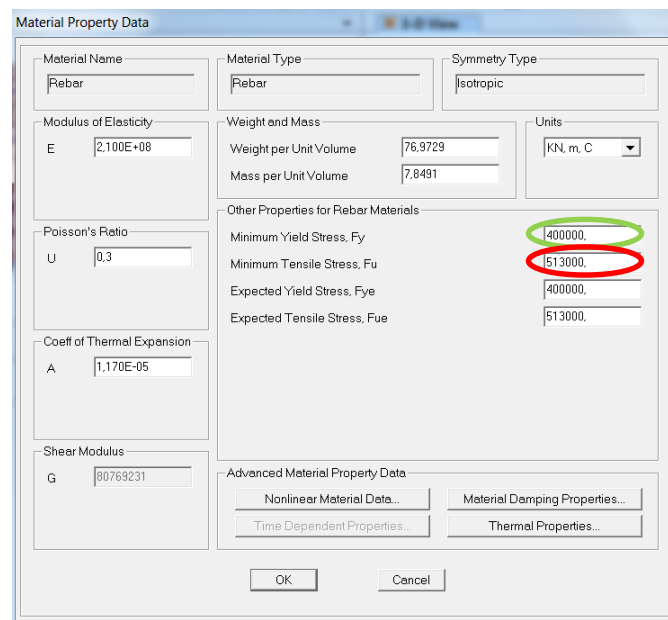 Material Property Data
3-D View
Material Name
Rebar
Material Type
Rebar
Symmetry Type
Isotropic
Modulus of Elasticity
E 2,100E+08
Weight and Mass
Weight per Unit Volume 76,9729
Mass per Unit Volume 7,8491
Units
KN, m, C
Poisson's Ratio
U 0,3
Other Properties for Rebar Materials
Minimum Yield Stress, Fy 400000,
Minimum Tensile Stress, Fu 513000,
Expected Yield Stress, Fye 400000,
Expected Tensile Stress, Fue 513000,
Coeff of Thermal Expansion
A 1,170E-05
Shear Modulus
G 80769231
Advanced Material Property Data
Nonlinear Material Data... Material Damping Properties...
Time Dependent Properties... Thermal Properties...
OK Cancel